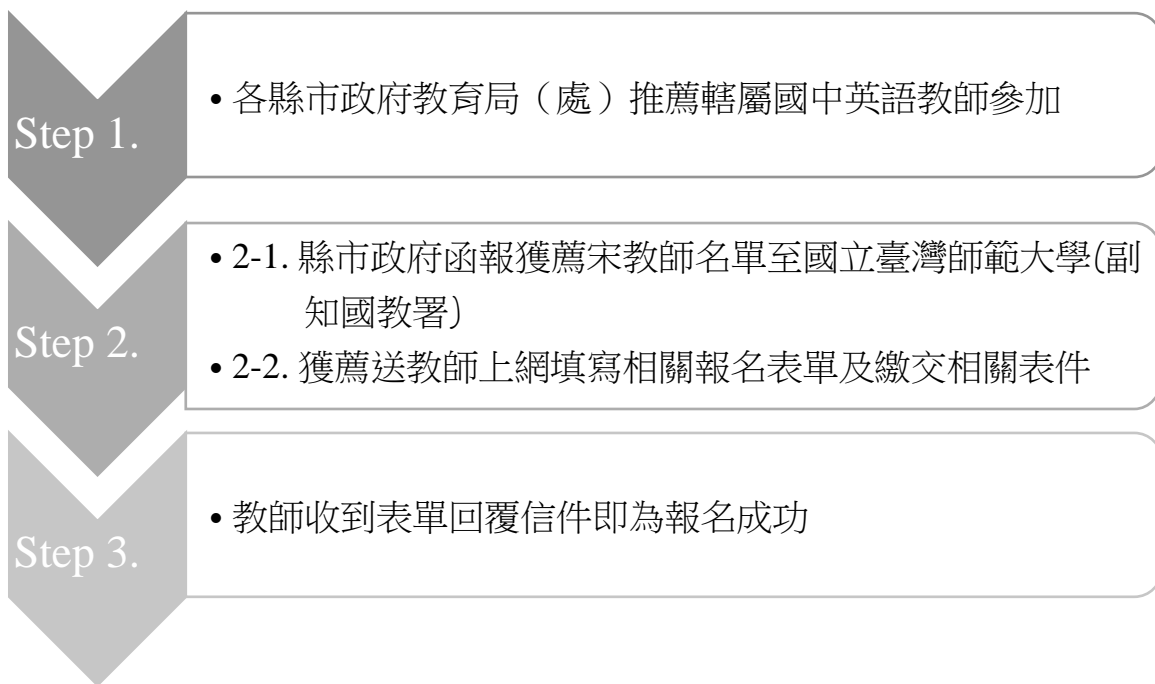 Step 1.
• 各縣市政府教育局（處）推薦轄屬國中英語教師參加
Step 2.
• 2-1. 縣市政府函報獲薦宋教師名單至國立臺灣師範大學(副
知國教署)
• 2-2. 獲薦送教師上網填寫相關報名表單及繳交相關表件
Step 3.
• 教師收到表單回覆信件即為報名成功